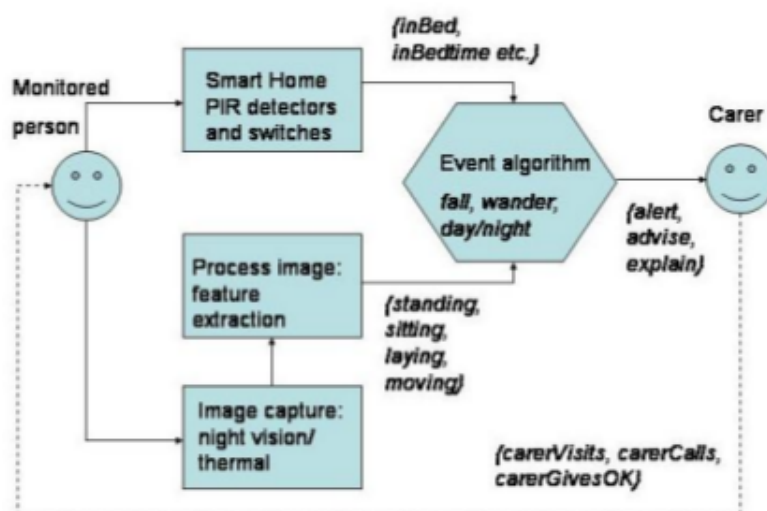 Monitored
person
Smart Home
PIR detectors
and switches
{inBed,
inBedtime etc.}
Event algorithm
fall, wander,
day/night
Carer
{alert,
advise,
explain}
Process image:
feature
extraction
{standing,
sitting,
laying,
moving}
Image capture:
night vision/
thermal
{carerVisits, carerCalls,
carerGivesOK}